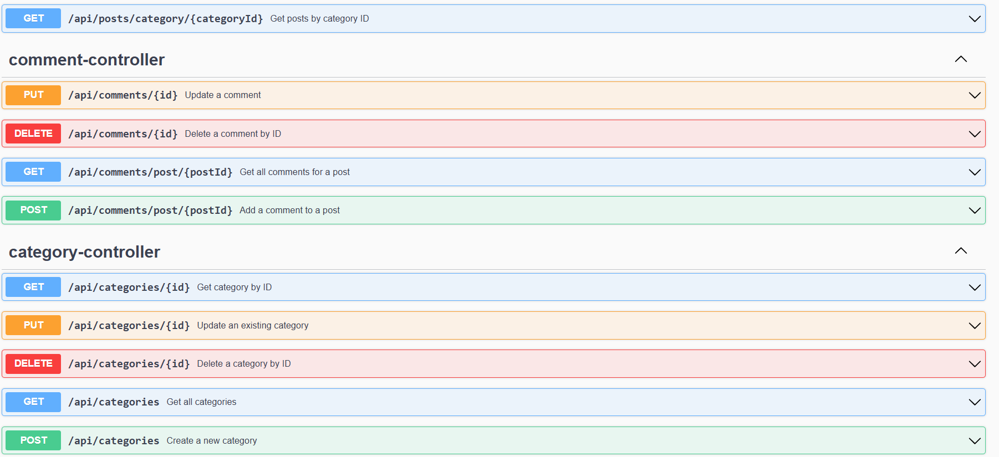 GET /api/posts/category/{categoryId} Get posts by category ID
comment-controller
PUT /api/comments/{id} Update a comment
DELETE /api/comments/{id} Delete a comment by ID
GET /api/comments/post/{postId} Get all comments for a post
POST /api/comments/post/{postId} Add a comment to a post
category-controller
GET /api/categories/{id} Get category by ID
PUT /api/categories/{id} Update an existing category
DELETE /api/categories/{id} Delete a category by ID
GET /api/categories Get all categories
POST /api/categories Create a new category